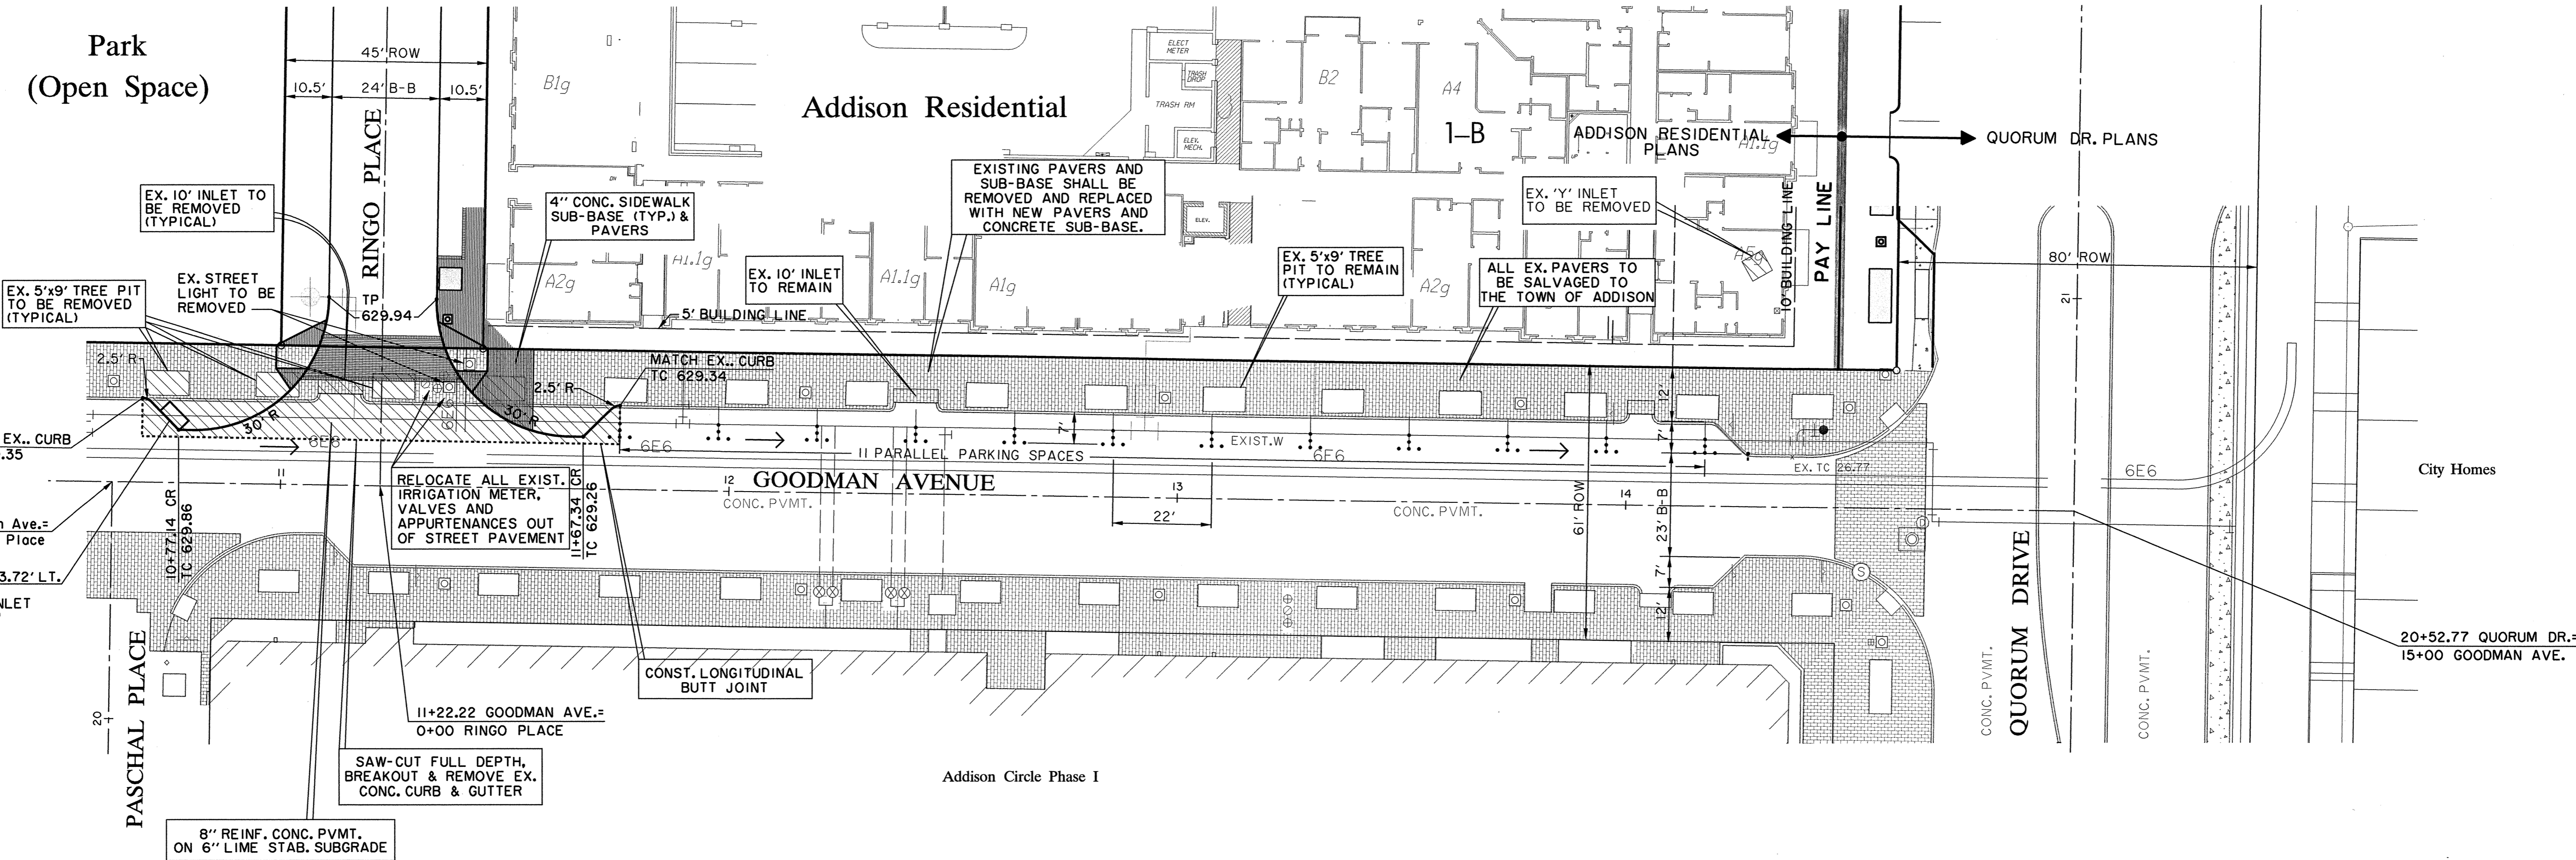 Park
(Open Space)
45' ROW
10.5'
24' B-B
10.5'
RINGO PLACE
B1g
Addison Residential
ELECT
METER
TRASH
DROP
TRASH RM
ELEV.
MECH.
B2
A4
1-B
ADDISON RESIDENTIAL
PLANS
A1.1g
QUORUM DR. PLANS
EX. 10' INLET TO
BE REMOVED
(TYPICAL)
4" CONC. SIDEWALK
SUB-BASE (TYP.) &
PAVERS
DN
EXISTING PAVERS AND
SUB-BASE SHALL BE
REMOVED AND REPLACED
WITH NEW PAVERS AND
CONCRETE SUB-BASE.
ELEV.
EX. 'Y' INLET
TO BE REMOVED
10' BUILDING LINE
PAY LINE
A5g
80' ROW
EX. 5'x9' TREE PIT
TO BE REMOVED
(TYPICAL)
EX. STREET
LIGHT TO BE
REMOVED
TP
629.94
A2g
A1.1g
EX. 10' INLET
TO REMAIN
A1.1g
A1g
EX. 5'x9' TREE
PIT TO REMAIN
(TYPICAL)
A2g
ALL EX. PAVERS TO
BE SALVAGED TO
THE TOWN OF ADDISON
5' BUILDING LINE
21
2.5' R
MATCH EX.. CURB
TC 629.34
2.5' R
30' R
30' R
6E6
6E6
EX.. CURB
.35
6E6
7'
EXIST.W
11 PARALLEL PARKING SPACES
6E6
12'
7'
EX. TC 26.77
6E6
City Homes
11
12
GOODMAN AVENUE
CONC. PVMT.
13
22'
CONC. PVMT.
14
61' ROW
23' B-B
7'
12'
RELOCATE ALL EXIST.
IRRIGATION METER,
VALVES AND
APPURTENANCES OUT
OF STREET PAVEMENT
n Ave.=
Place
10+77.14 CR
TC 629.86
11+67.34 CR
TC 629.26
3.72' LT.
NLET
D
S
PASCHAL PLACE
20
CONST. LONGITUDINAL
BUTT JOINT
11+22.22 GOODMAN AVE.=
0+00 RINGO PLACE
SAW-CUT FULL DEPTH,
BREAKOUT & REMOVE EX.
CONC. CURB & GUTTER
8" REINF. CONC. PVMT.
ON 6" LIME STAB. SUBGRADE
Addison Circle Phase I
CONC. PVMT.
QUORUM DRIVE
CONC. PVMT.
20+52.77 QUORUM DR.=
15+00 GOODMAN AVE.